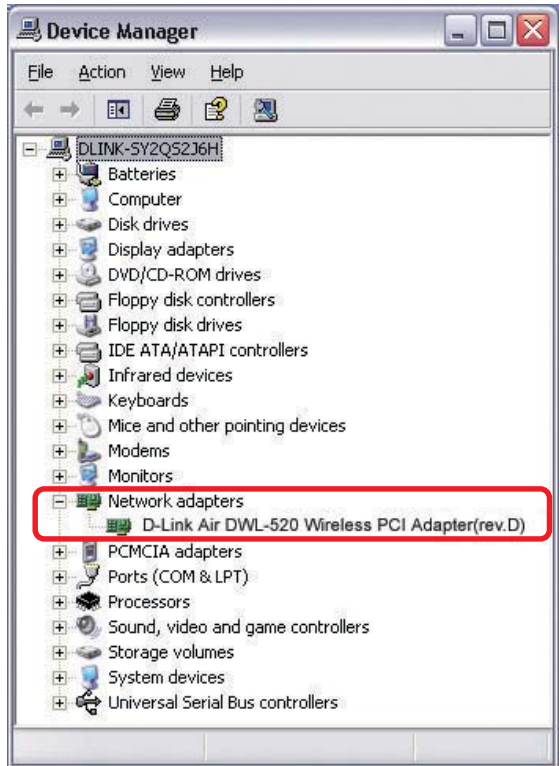 Device Manager
File Action View Help
DLINK-SY2QS2J6H
Batteries
Computer
Disk drives
Display adapters
DVD/CD-ROM drives
Floppy disk controllers
Floppy disk drives
IDE ATA/ATAPI controllers
Infrared devices
Keyboards
Mice and other pointing devices
Modems
Monitors
Network adapters
D-Link Air DWL-520 Wireless PCI Adapter(rev.D)
PCMCIA adapters
Ports (COM & LPT)
Processors
Sound, video and game controllers
Storage volumes
System devices
Universal Serial Bus controllers